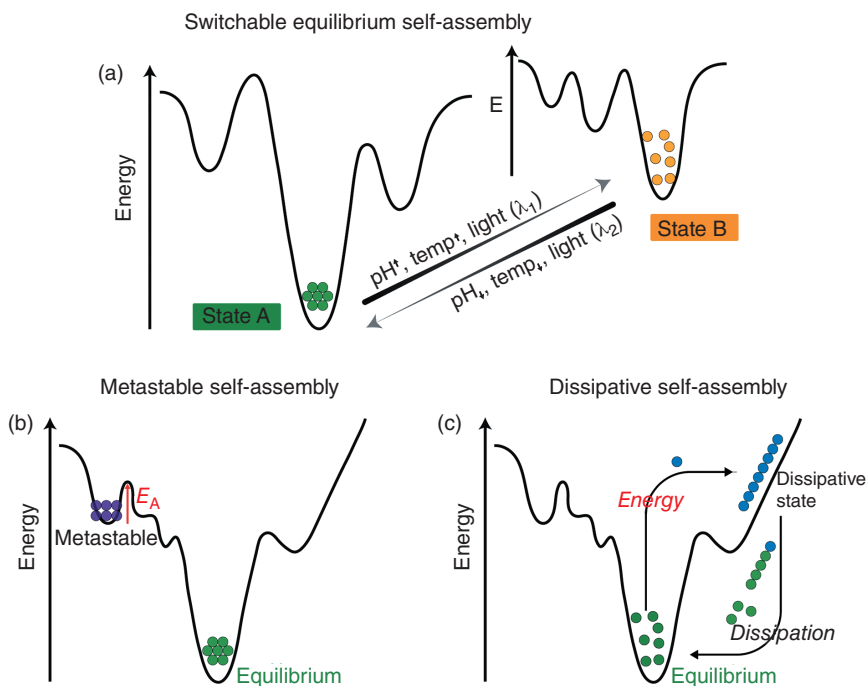 Switchable equilibrium self-assembly
(a)
Energy
State A
E
State B
pH↑, temp↑, light (λ1)
pH↓, temp↓, light (λ2)
Metastable self-assembly
(b)
Energy
EA
Metastable
Equilibrium
Dissipative self-assembly
(c)
Energy
Energy
Dissipative
state
Dissipation
Equilibrium